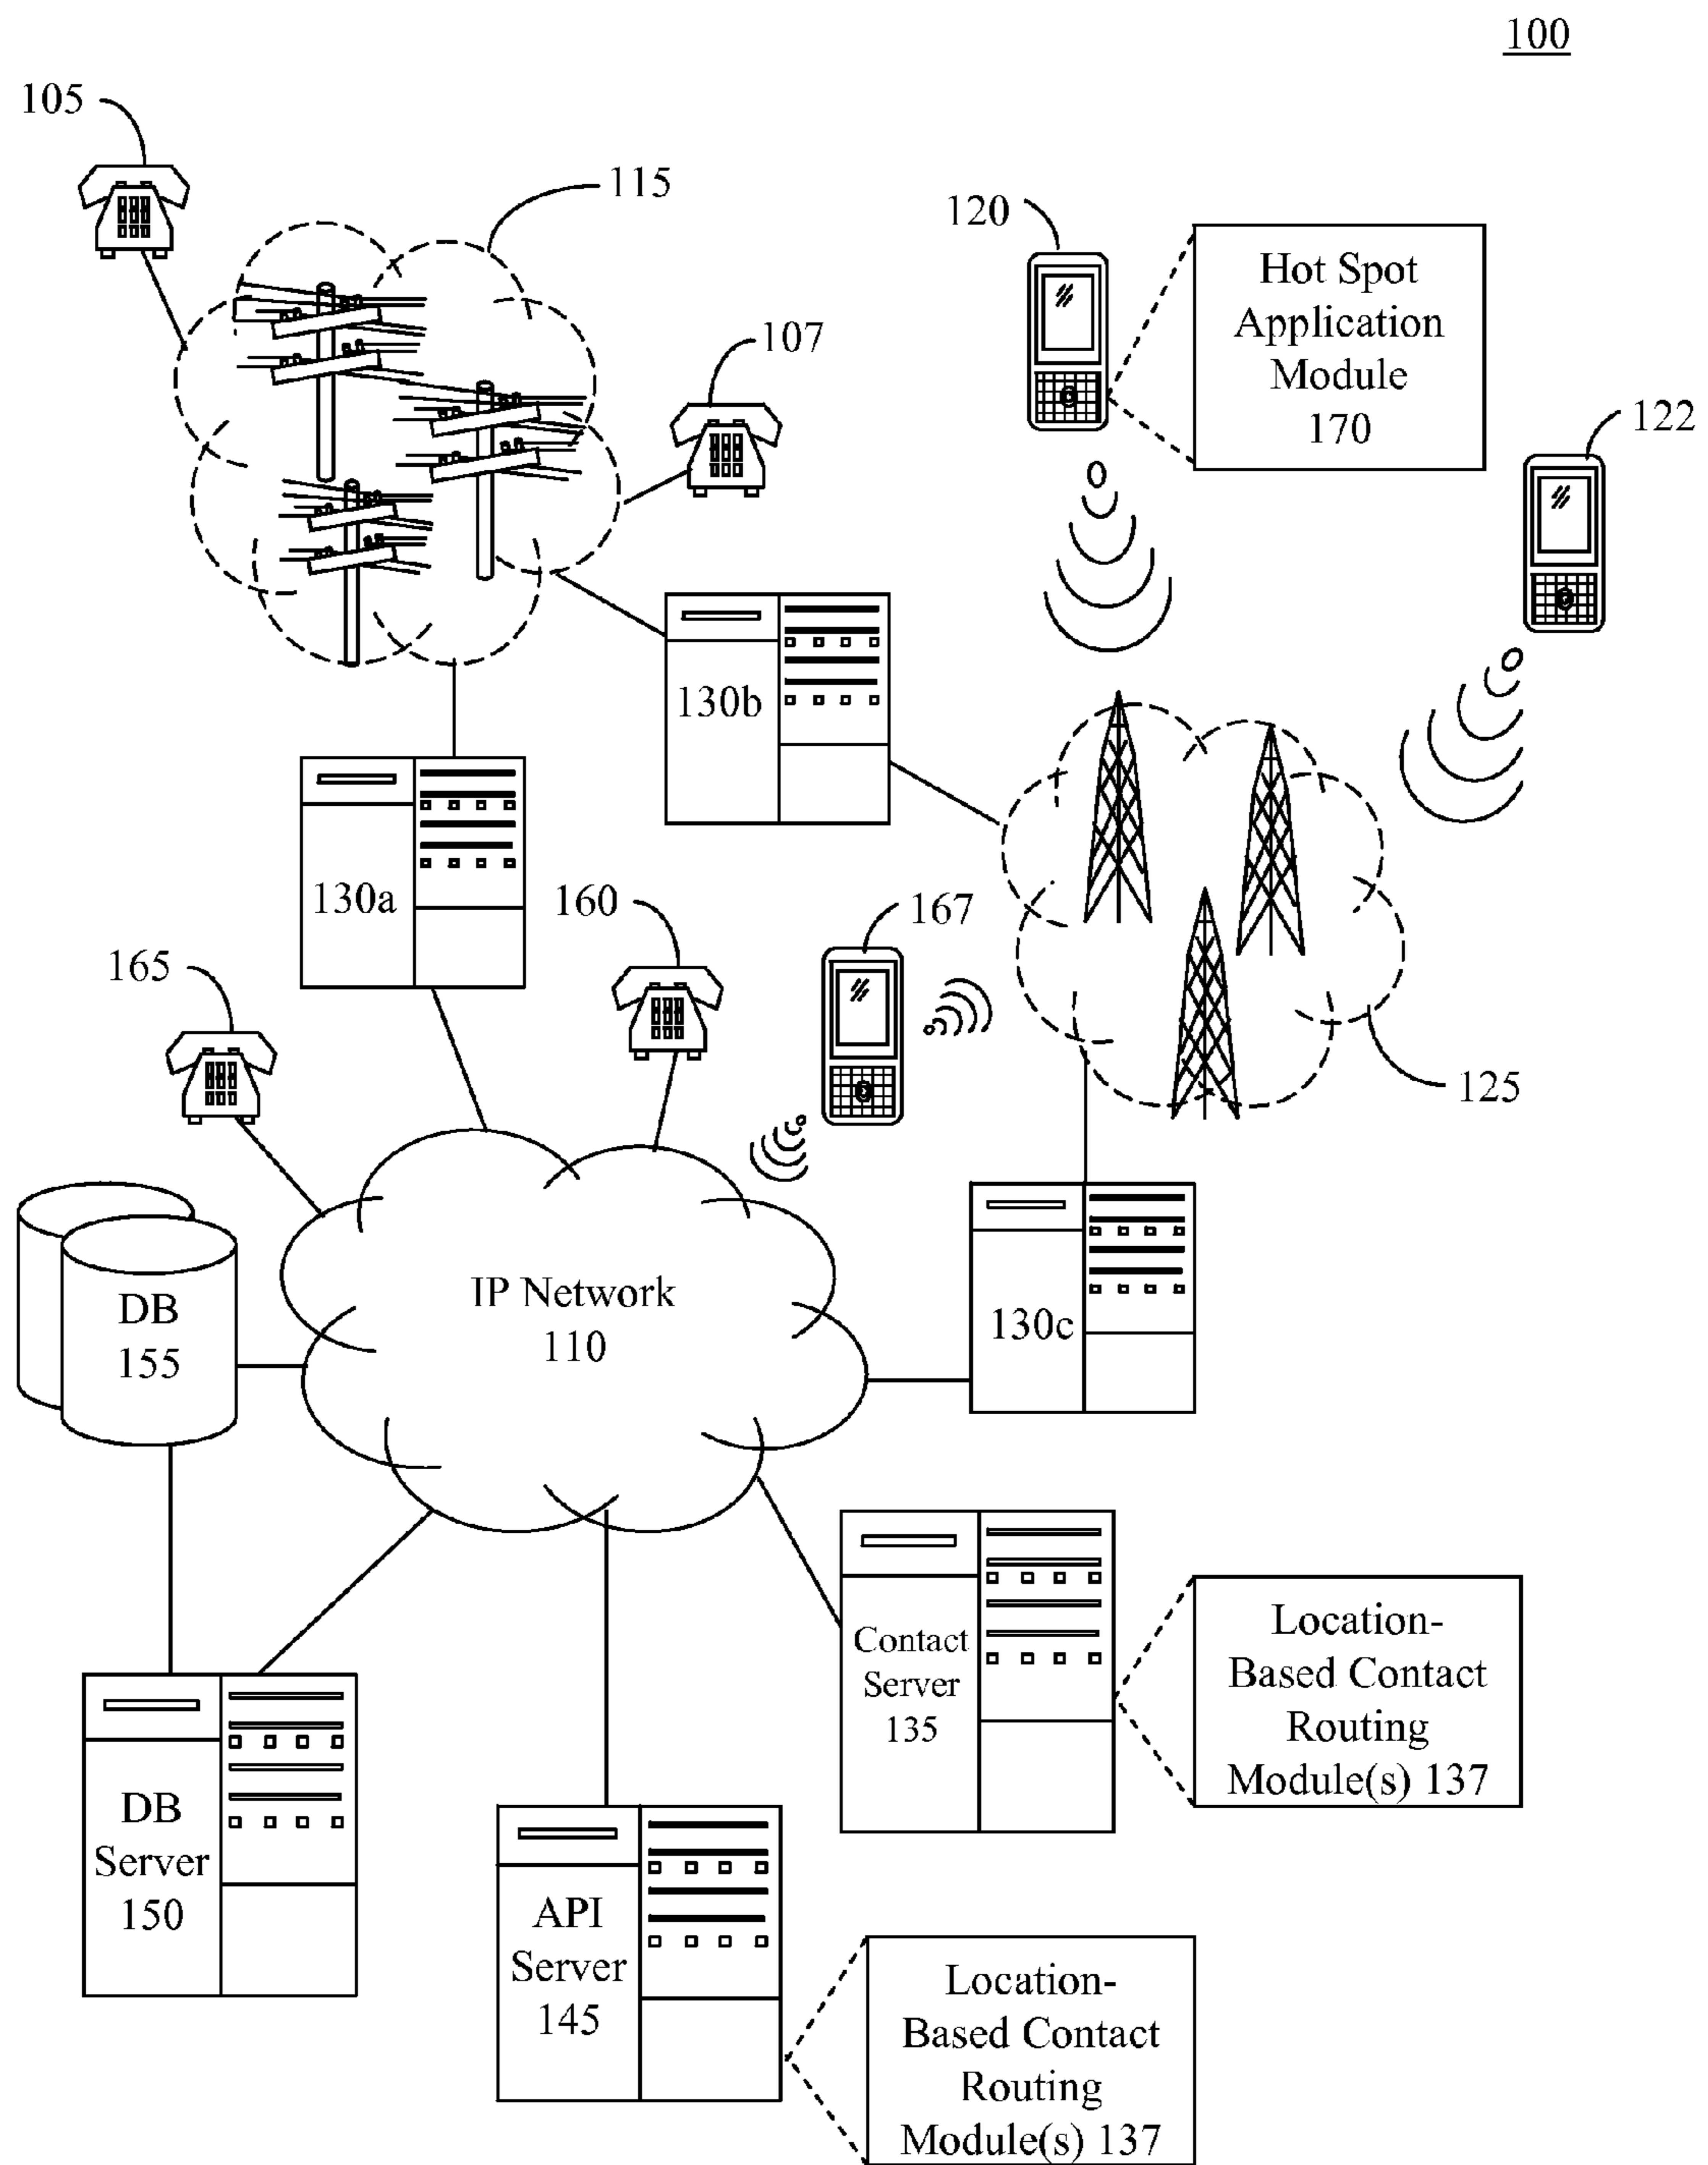 100
105
115
120
Hot Spot
Application
Module
170
107
122
130b
130a
160
167
165
125
IP Network
110
DB
155
130c
Contact
Server
135
Location-
Based Contact
Routing
Module(s) 137
DB
Server
150
API
Server
145
Location-
Based Contact
Routing
Module(s) 137